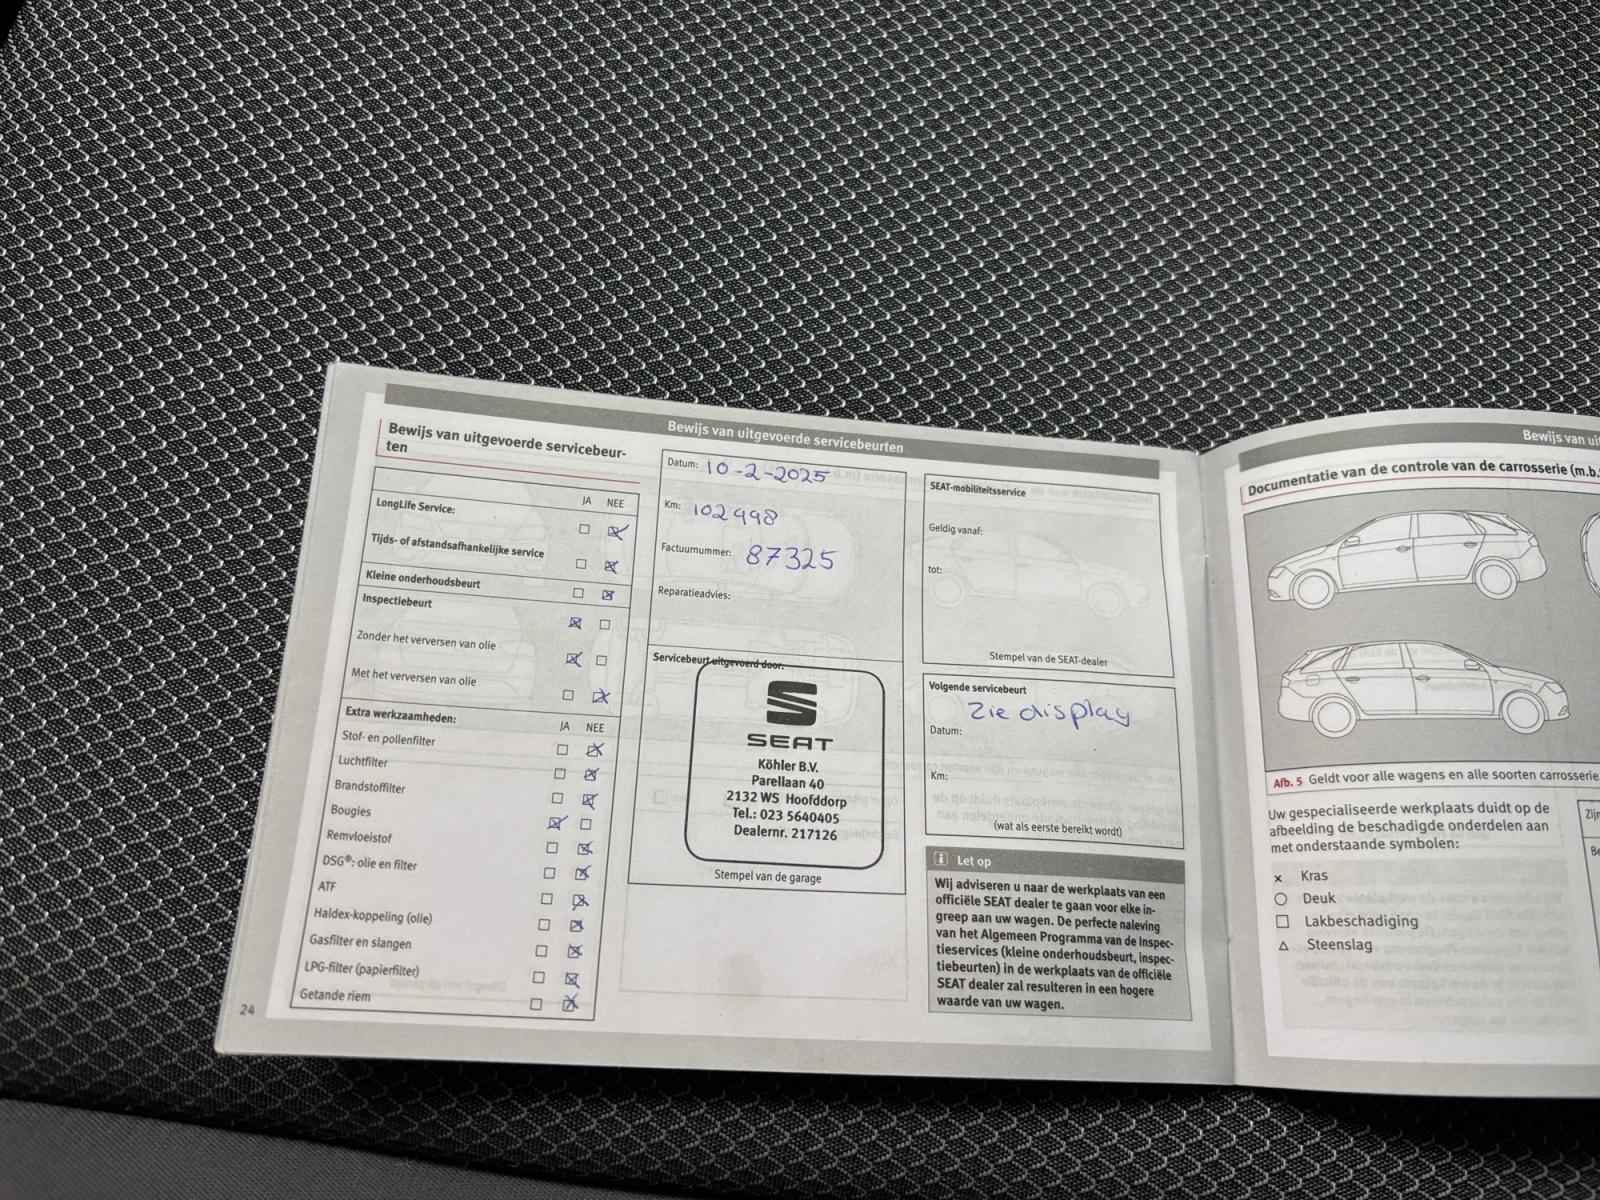 Bewijs van uitgevoerde servicebeurten
Bewijs van uitgevoerde servicebeur-
ten
JA NEE
LongLife Service:
Tijds- of afstandsafhankelijke service
Kleine onderhoudsbeurt
Inspectiebeurt
Zonder het verversen van olie
Met het verversen van olie
Extra werkzaamheden: JA NEE
Stof- en pollenfilter
Luchtfilter
Brandstoffilter
Bougies
Remvloeistof
DSG®: olie en filter
ATF
Haldex-koppeling (olie)
Gasfilter en slangen
LPG-filter (papierfilter)
Getande riem
24
Datum: 10-2-2025
Km: 102998
Factuurnummer: 87325
Reparatieadvies:
Servicebeurt uitgevoerd door:
SEAT
Köhler B.V.
Parellaan 40
2132 WS Hoofddorp
Tel.: 023 5640405
Dealernr. 217126
Stempel van de garage
SEAT-mobiliteitsservice
Geldig vanaf:
tot:
Stempel van de SEAT-dealer
Volgende servicebeurt
Zie display
Datum:
Km:
(wat als eerste bereikt wordt)
Let op
Wij adviseren u naar de werkplaats van een
officiële SEAT dealer te gaan voor elke in-
greep aan uw wagen. De perfecte naleving
van het Algemeen Programma van de Inspec-
tieservices (kleine onderhoudsbeurt, inspec-
tiebeurten) in de werkplaats van de officiële
SEAT dealer zal resulteren in een hogere
waarde van uw wagen.
Bewijs van
Documentatie van de controle van de carrosserie (m.b.
Afb. 5 Geldt voor alle wagens en alle soorten carrosserie
Uw gespecialiseerde werkplaats duidt op de
afbeelding de beschadigde onderdelen aan
met onderstaande symbolen:
Kras
Deuk
Lakbeschadiging
Steenslag